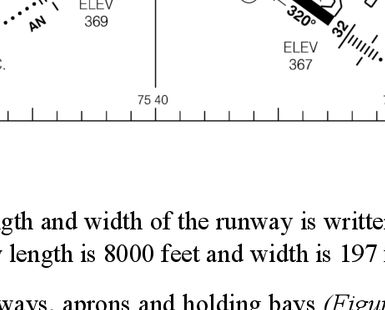 ELEV
369
AN
320°
32
ELEV
367
C.
75 40
gth and width of the runway is written
length is 8000 feet and width is 197
ways, aprons and holding bays (Figur